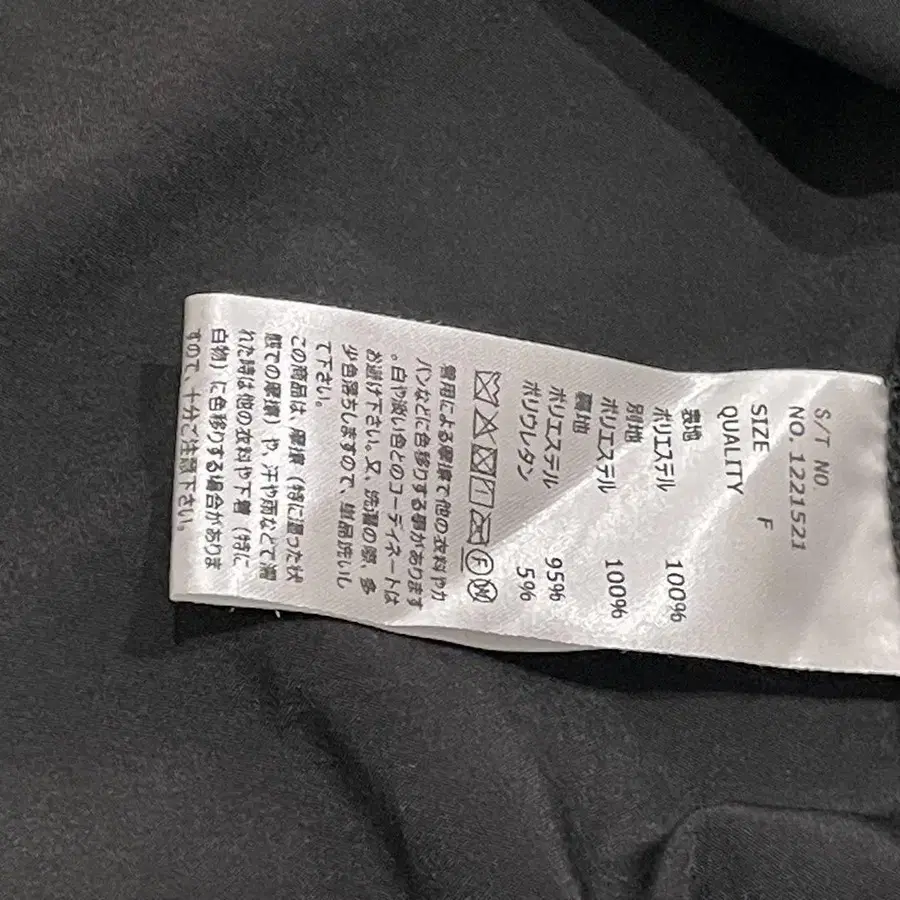 S/T NO.
NO. 1221521
SIZE F
QUALITY
表地
ポリエステル 100%
別地
ポリエステル 100%
裏地
ポリエステル 95%
ポリウレタン 5%
F W
着用による摩擦で他の衣料やカ
バンなどに色移りする事があります
。白や淡い色とのコーディネートは
お避け下さい。又、洗濯の際、多
少色落ちしますので、単品洗いし
て下さい。
この商品は、摩擦（特に湿った状
態での摩擦）や、汗や雨などで濡
れた時は他の衣料や下着（特に
白物）に色移りする場合がありま
すので、十分ご注意下さい。